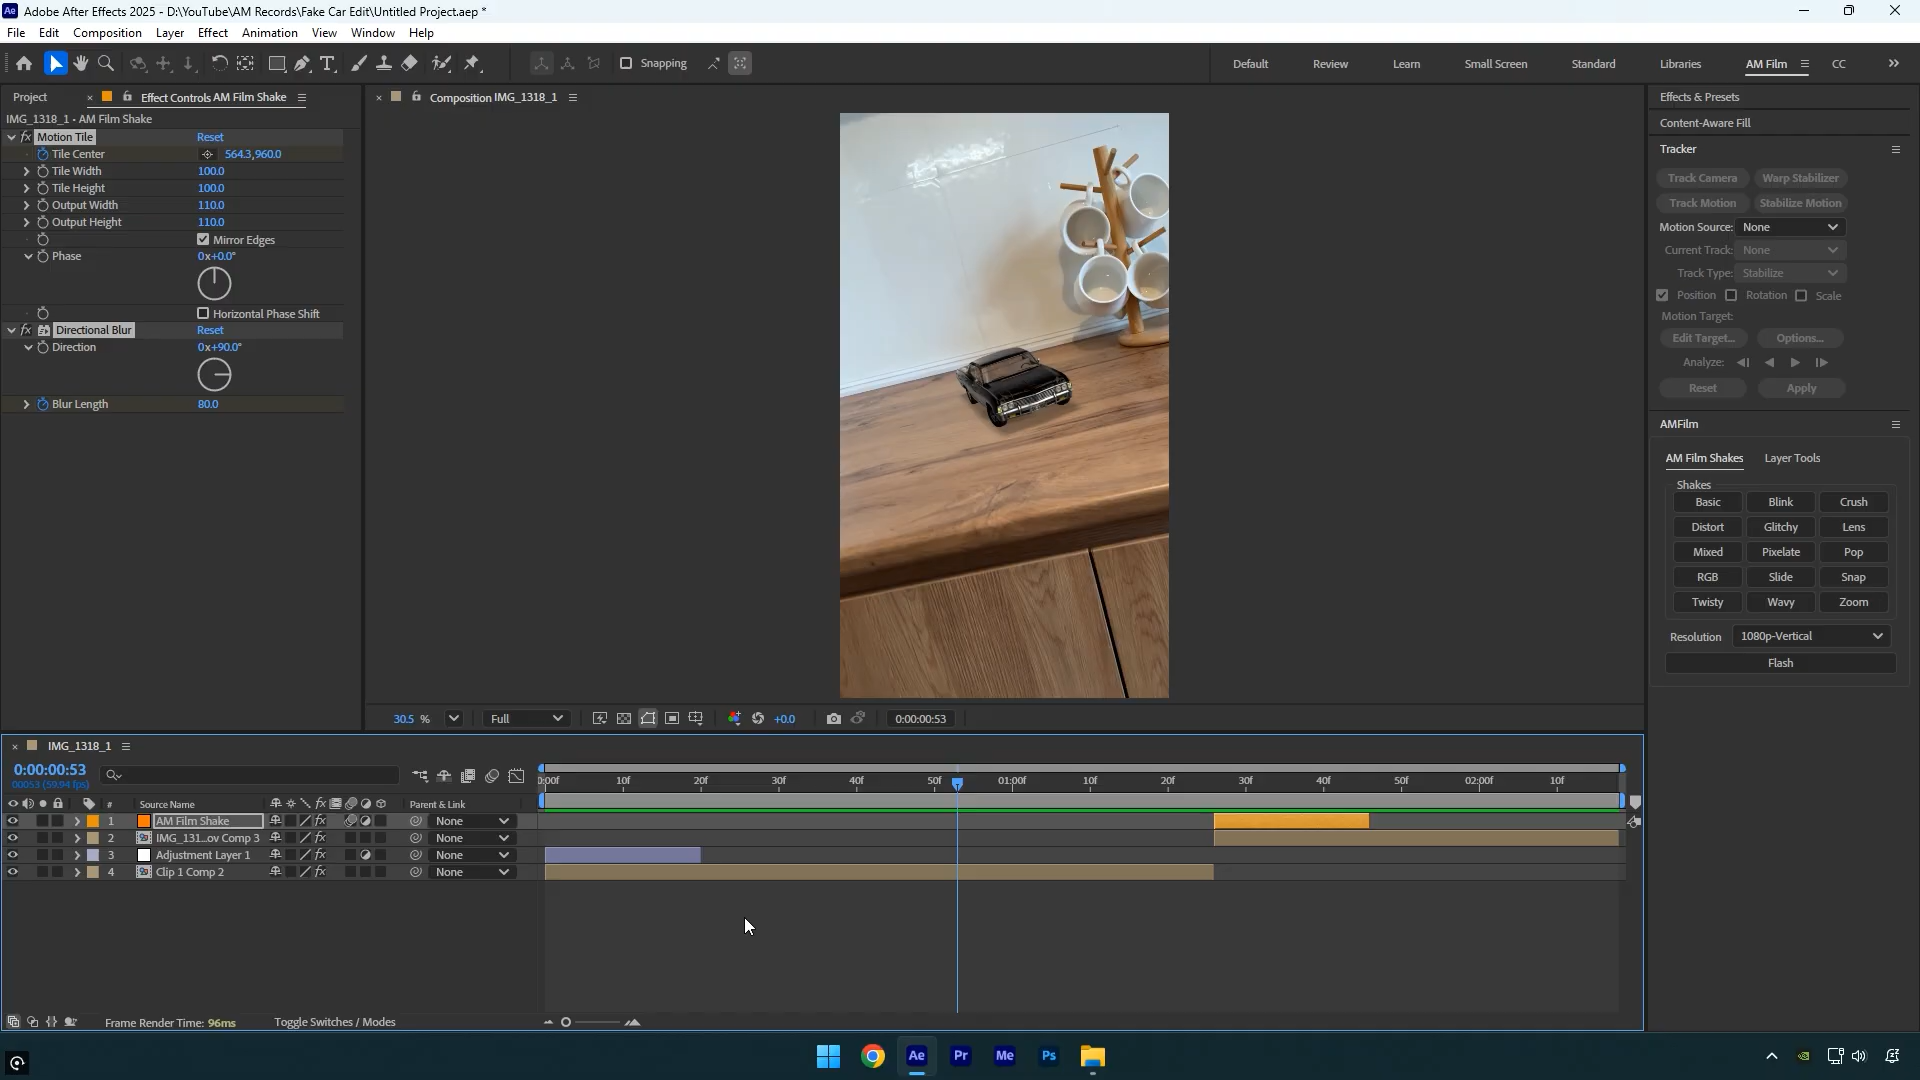 Adobe After Effects 2025 - D:\YouTube\AM Records\Fake Car Edit\Untitled Project.aep *
File Edit Composition Layer Effect Animation View Window Help
Snapping
Default Review Learn Small Screen Standard Libraries AM Film CC
Project
Effect Controls AM Film Shake
IMG_1318_1 • AM Film Shake
fx Motion Tile Reset
Tile Center 564.3,960.0
Tile Width 100.0
Tile Height 100.0
Output Width 110.0
Output Height 110.0
Mirror Edges
Phase 0x+0.0°
Horizontal Phase Shift
fx Directional Blur Reset
Direction 0x+90.0°
Blur Length 80.0
Composition IMG_1318_1
30.5 % Full +0.0 0:00:00:53
Effects & Presets
Content-Aware Fill
Tracker
Track Camera Warp Stabilizer
Track Motion Stabilize Motion
Motion Source: None
Current Track: None
Track Type: Stabilize
Position Rotation Scale
Motion Target:
Edit Target... Options...
Analyze:
Reset Apply
AMFilm
AM Film Shakes Layer Tools
Shakes
Basic Blink Crush
Distort Glitchy Lens
Mixed Pixelate Pop
RGB Slide Snap
Twisty Wavy Zoom
Resolution 1080p-Vertical
Flash
IMG_1318_1
0:00:00:53
00053 (59.94 fps)
0:00f 10f 20f 30f 40f 50f 01:00f 10f 20f 30f 40f 50f 02:00f 10f
# Source Name fx Parent & Link
1 AM Film Shake fx None
2 IMG_131...ov Comp 3 fx None
3 Adjustment Layer 1 fx None
4 Clip 1 Comp 2 fx None
Frame Render Time: 96ms Toggle Switches / Modes
Ae Pr Me Ps